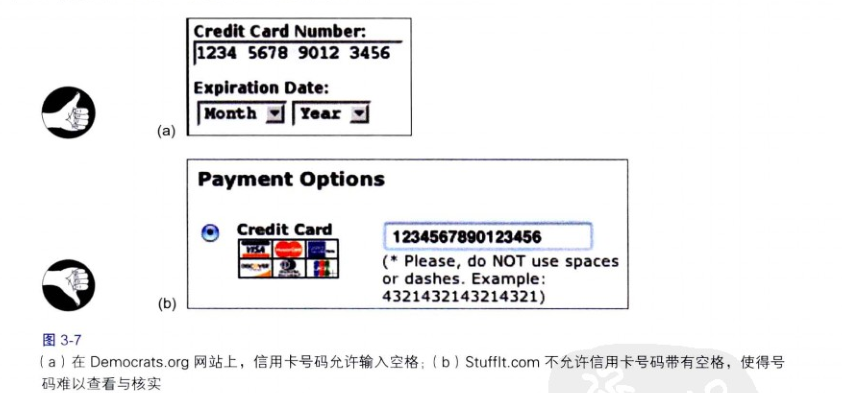 Credit Card Number:
1234 5678 9012 3456
Expiration Date:
Month Year
(a)
Payment Options
Credit Card
1234567890123456
VISA
(* Please, do NOT use spaces
or dashes. Example:
4321432143214321)
DISCOVER
JCB
(b)
图 3-7
(a)在 Democrats.org 网站上，信用卡号码允许输入空格；(b)StuffIt.com 不允许信用卡号码带有空格，使得号
码难以查看与核实